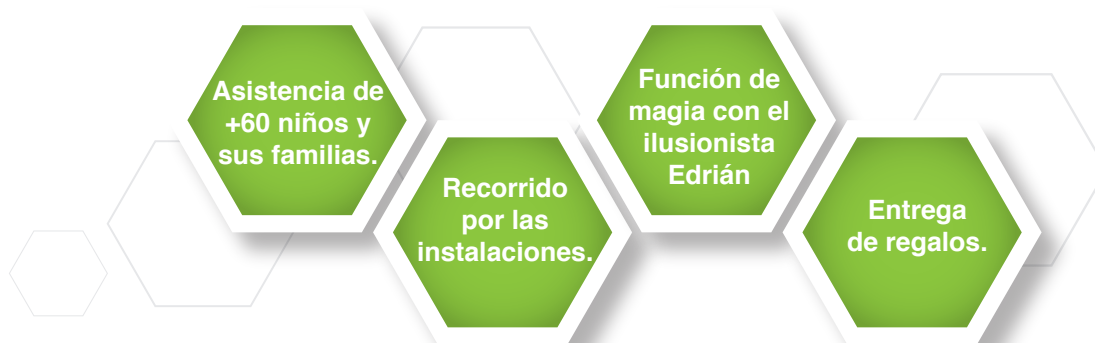 Asistencia de
+60 niños y
sus familias.
Recorrido
por las
instalaciones.
Función de
magia con el
ilusionista
Edrián
Entrega
de regalos.